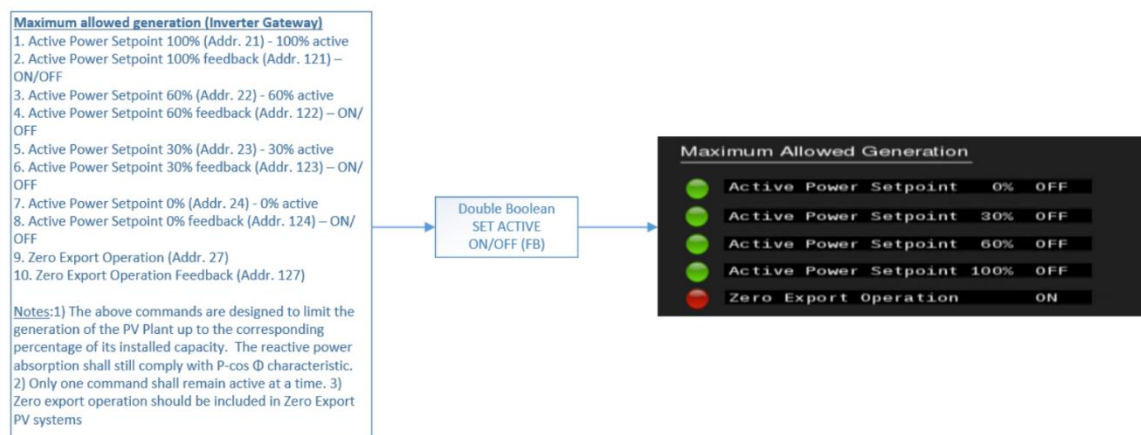 Maximum allowed generation (Inverter Gateway)
1. Active Power Setpoint 100% (Addr. 21) - 100% active
2. Active Power Setpoint 100% feedback (Addr. 121) –
ON/OFF
3. Active Power Setpoint 60% (Addr. 22) - 60% active
4. Active Power Setpoint 60% feedback (Addr. 122) – ON/
OFF
5. Active Power Setpoint 30% (Addr. 23) - 30% active
6. Active Power Setpoint 30% feedback (Addr. 123) – ON/
OFF
7. Active Power Setpoint 0% (Addr. 24) - 0% active
8. Active Power Setpoint 0% feedback (Addr. 124) – ON/
OFF
9. Zero Export Operation (Addr. 27)
10. Zero Export Operation Feedback (Addr. 127)
Notes:1) The above commands are designed to limit the
generation of the PV Plant up to the corresponding
percentage of its installed capacity. The reactive power
absorption shall still comply with P-cos Φ characteristic.
2) Only one command shall remain active at a time. 3)
Zero export operation should be included in Zero Export
PV systems
Double Boolean
SET ACTIVE
ON/OFF (FB)
Maximum Allowed Generation
Active Power Setpoint 0% OFF
Active Power Setpoint 30% OFF
Active Power Setpoint 60% OFF
Active Power Setpoint 100% OFF
Zero Export Operation ON